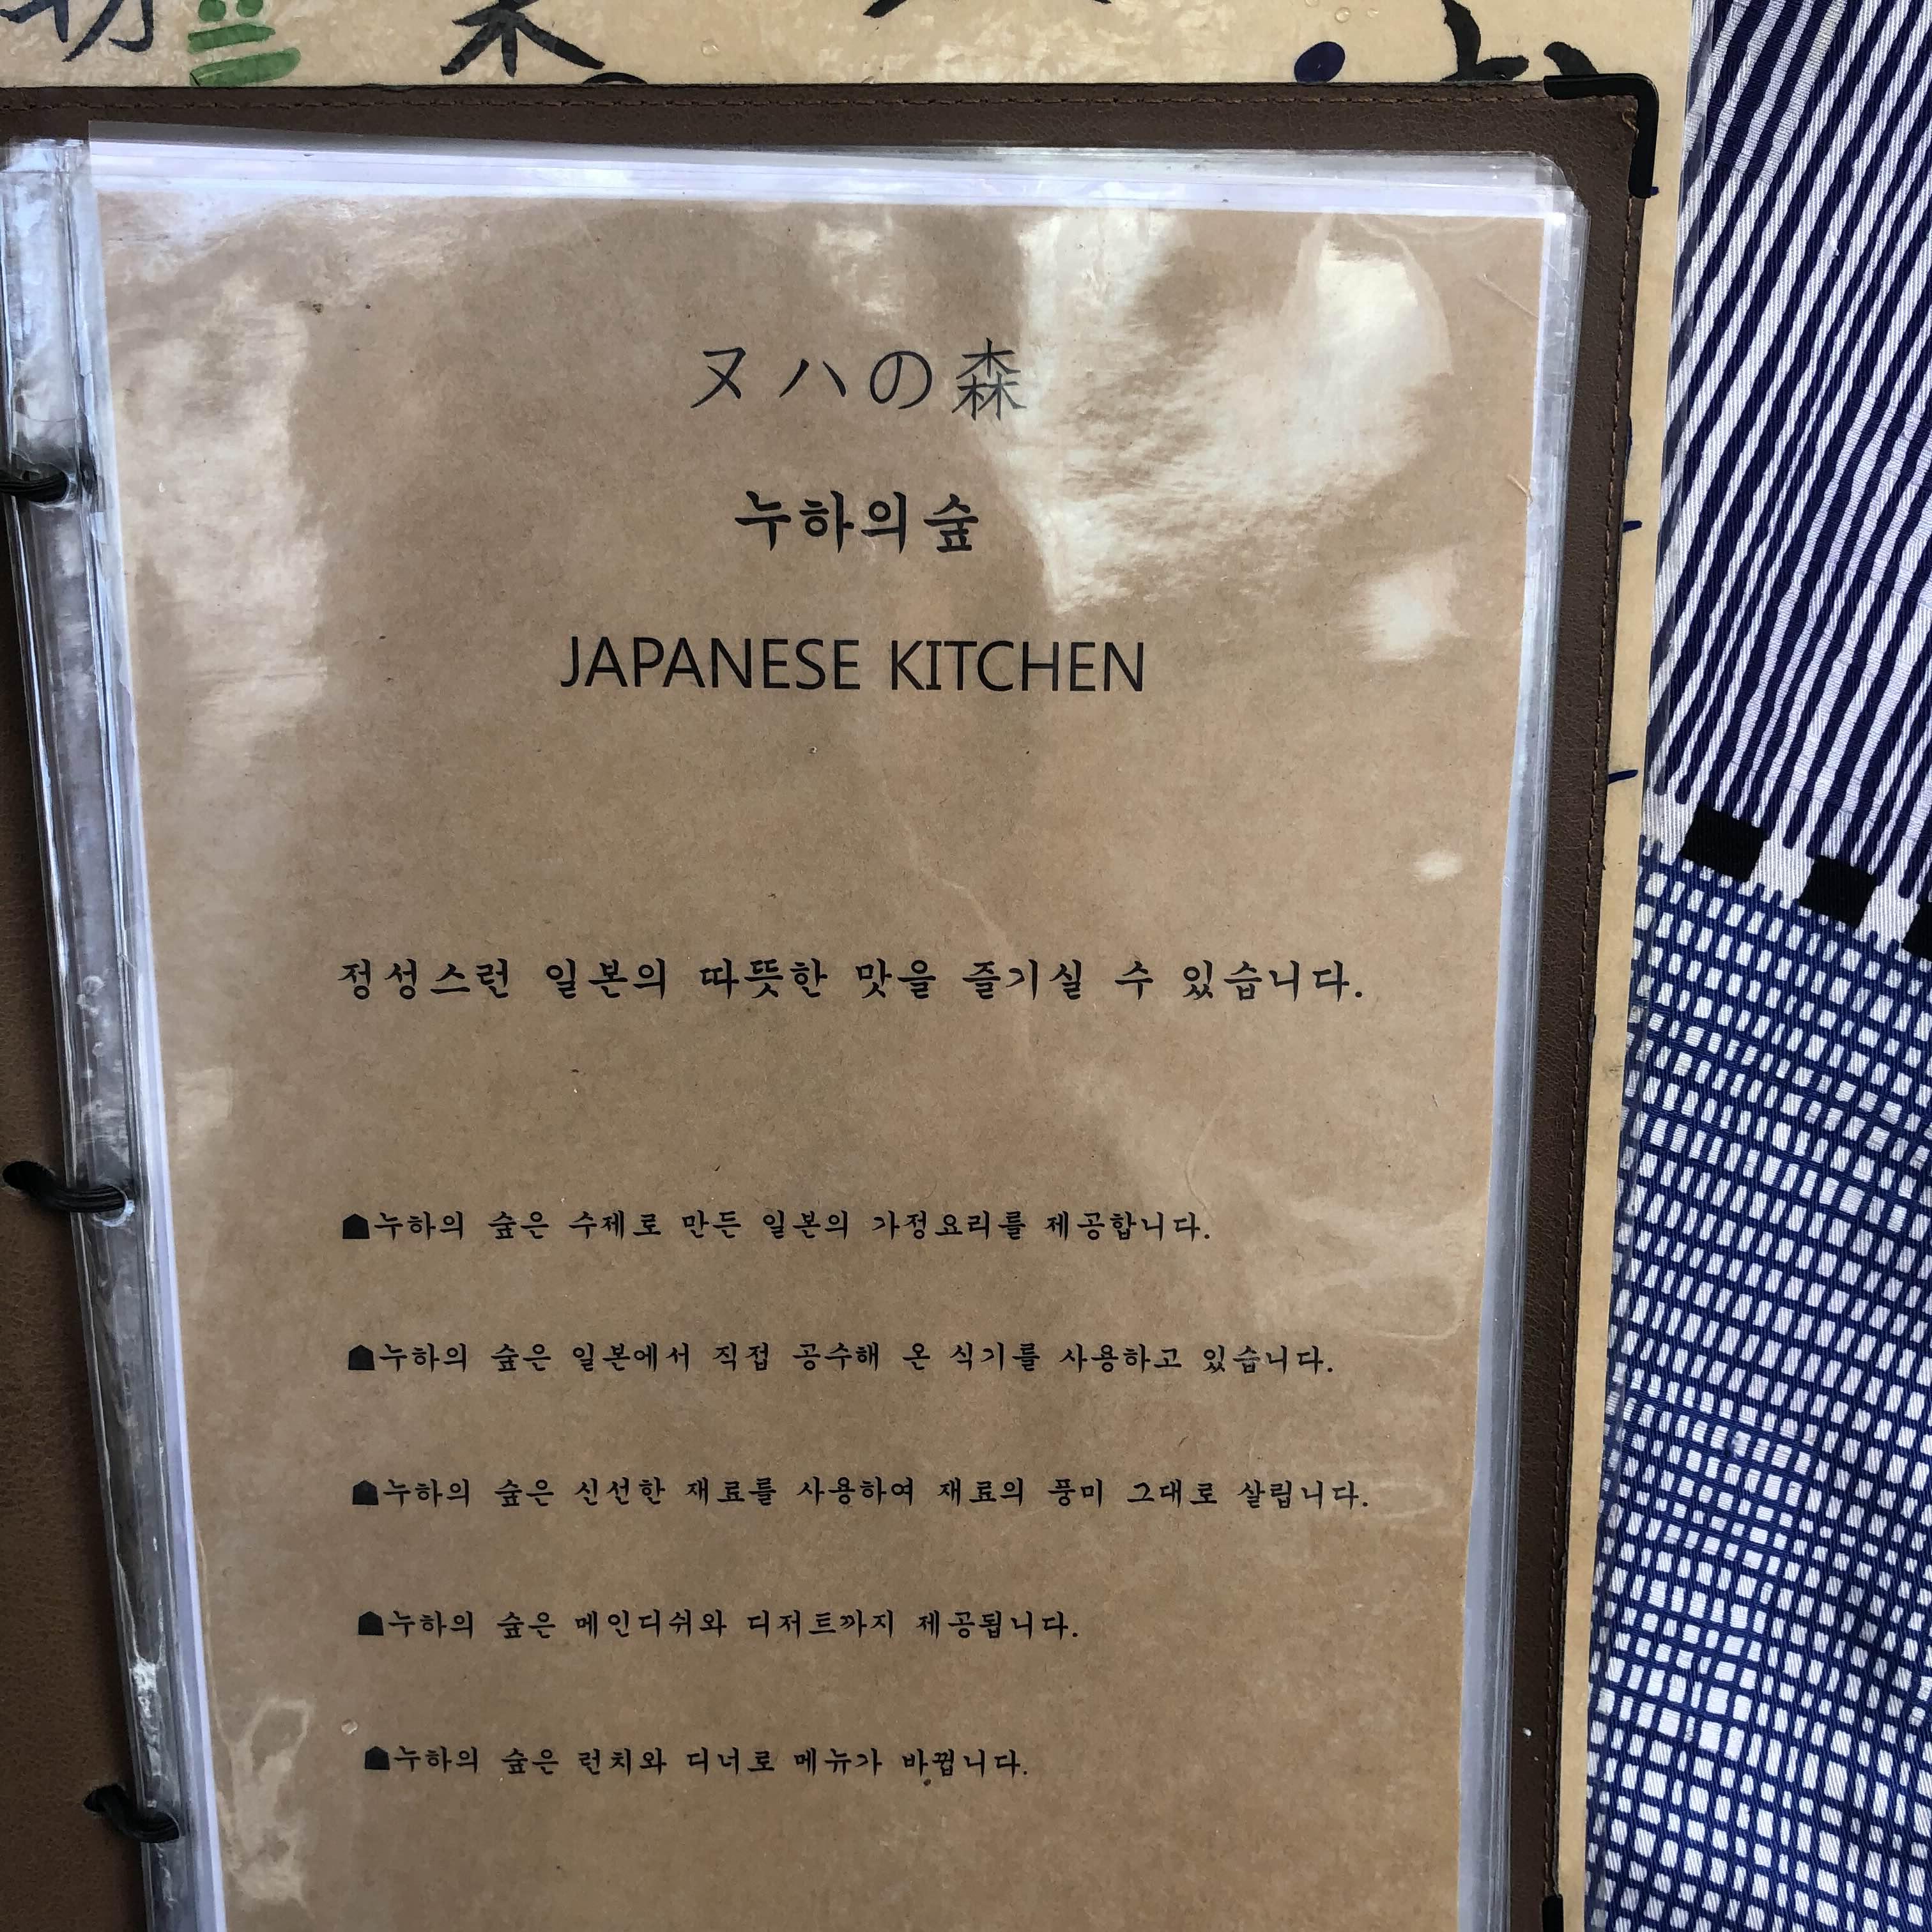 ヌハの森
누하의숲
JAPANESE KITCHEN
정성스런 일본의 따뜻한 맛을 즐기실 수 있습니다.
누하의 숲은 수제로 만든 일본의 가정요리를 제공합니다.
누하의 숲은 일본에서 직접 공수해 온 식기를 사용하고 있습니다.
누하의 숲은 신선한 재료를 사용하여 재료의 풍미 그대로 살립니다.
누하의 숲은 메인디쉬와 디저트까지 제공됩니다.
누하의 숲은 런치와 디너로 메뉴가 바뀝니다.